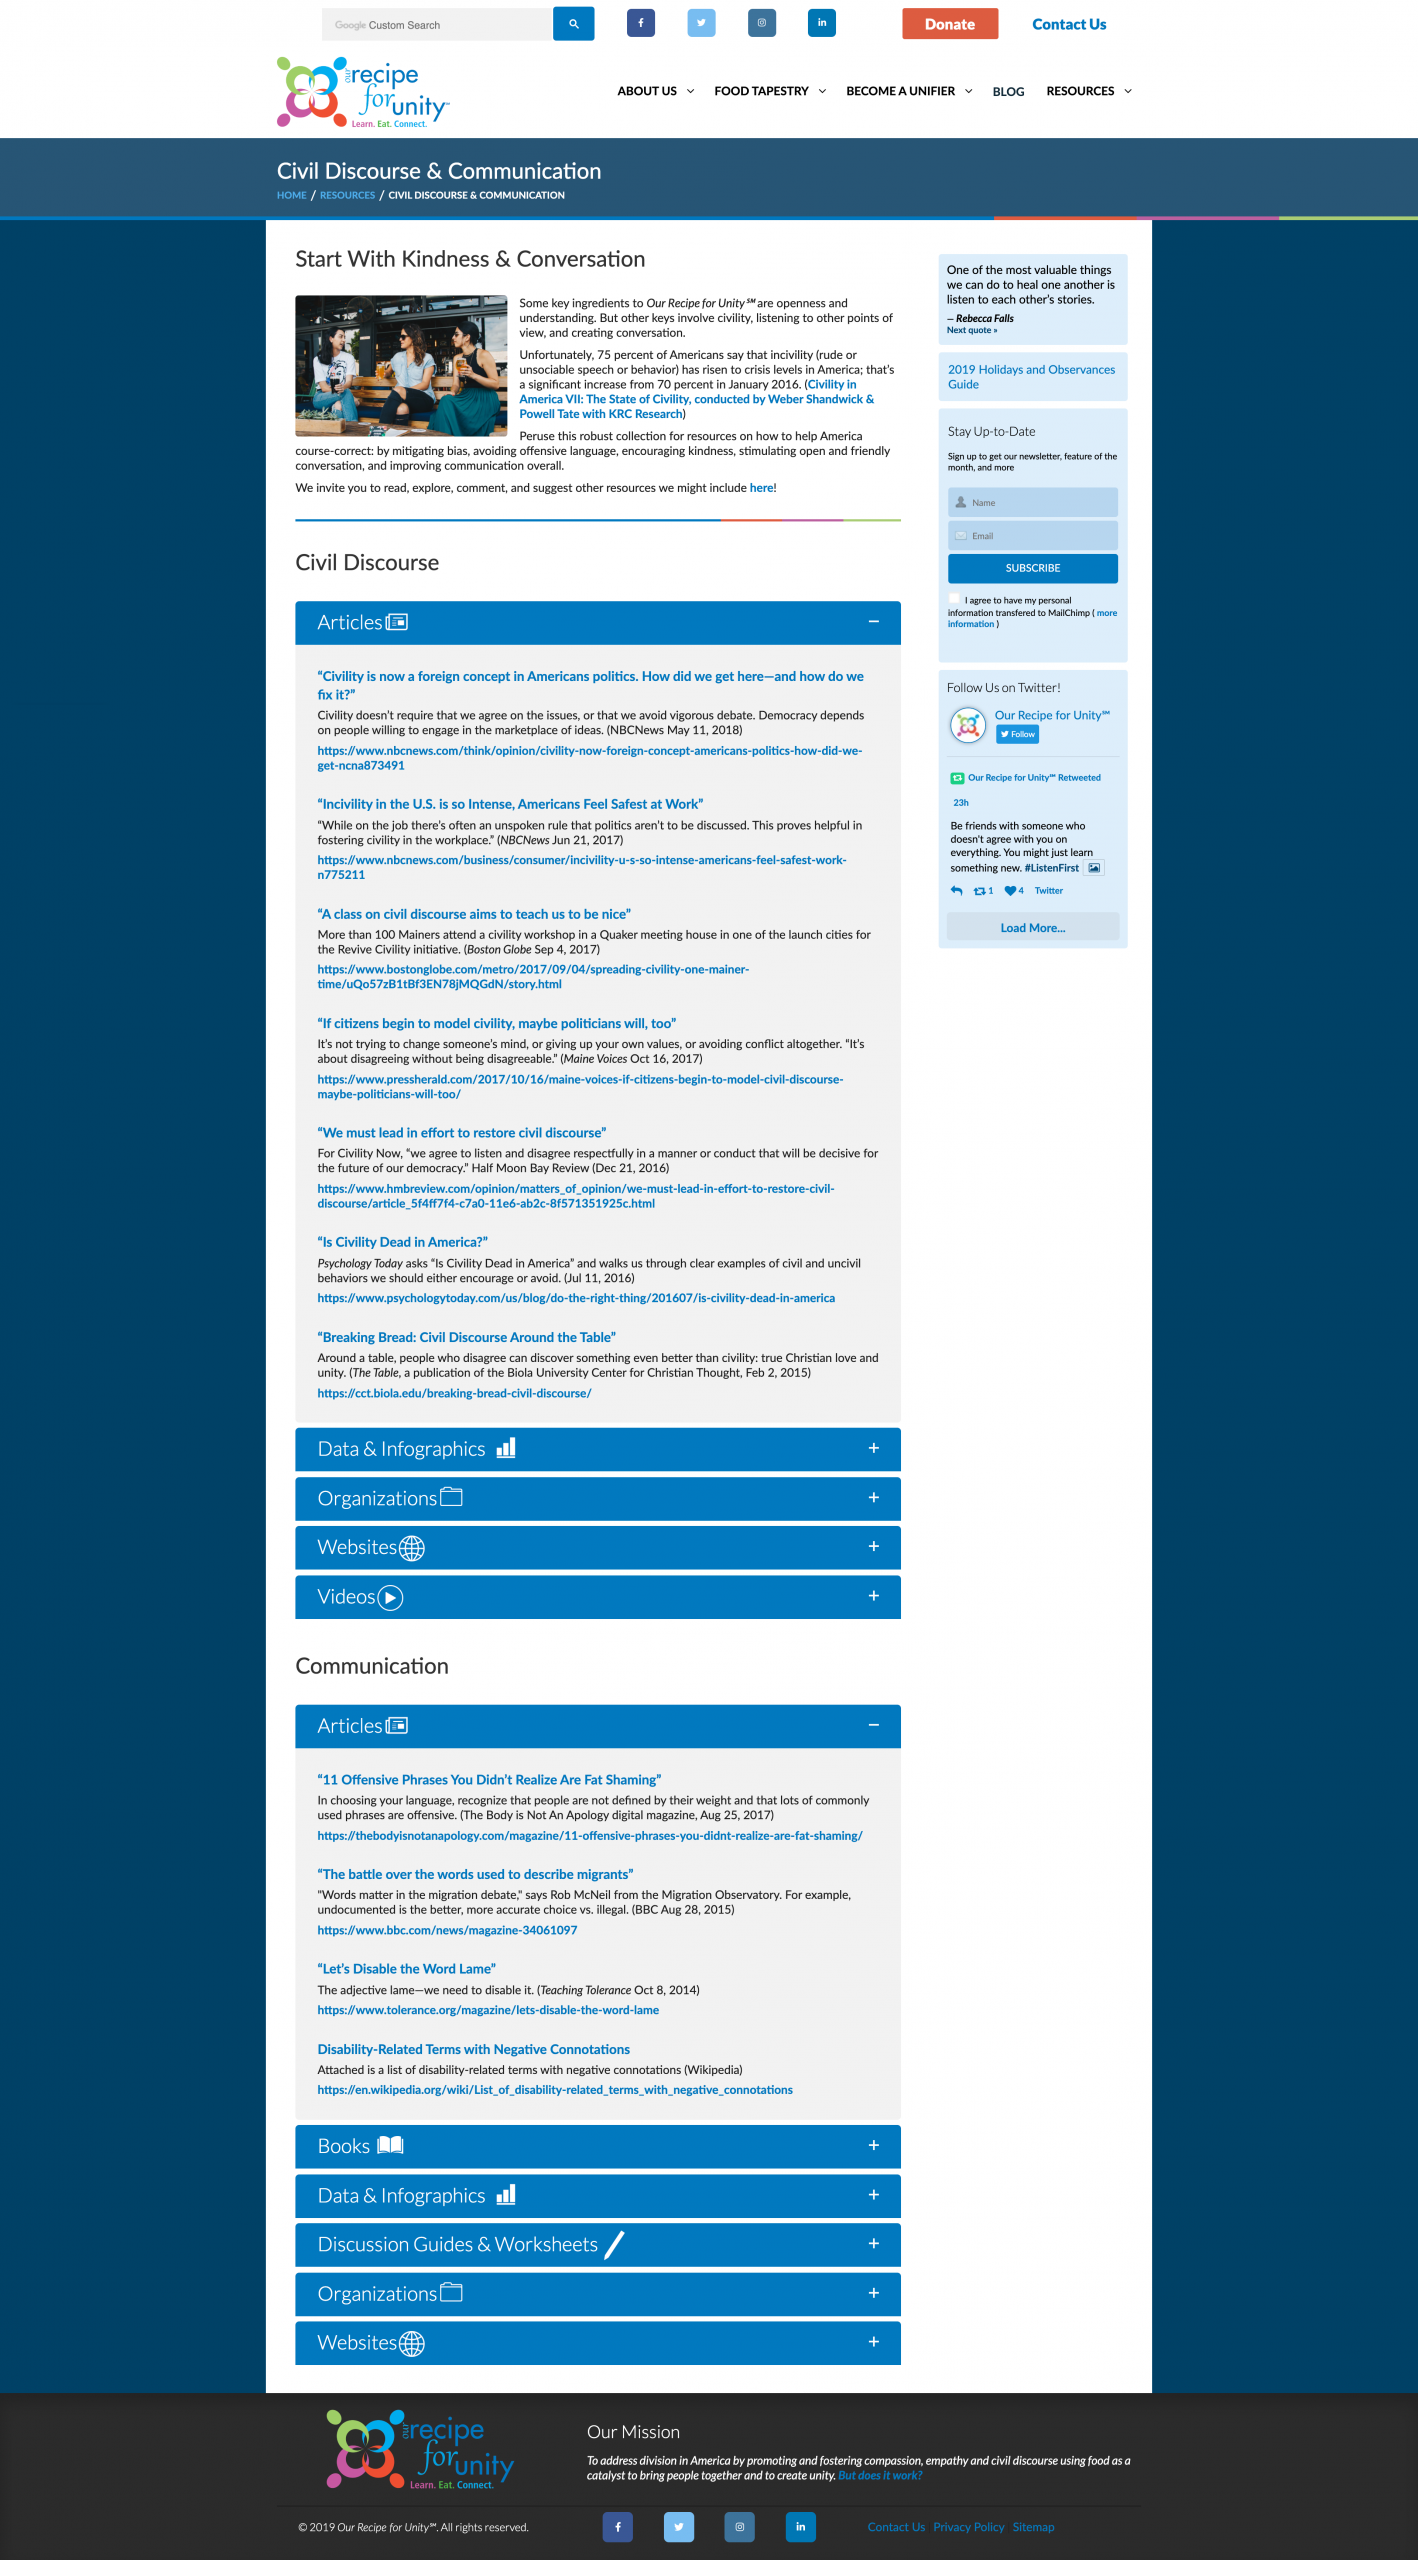 Google Custom Search
Donate
Contact Us
our recipe
for unity
Learn. Eat. Connect.
ABOUT US
FOOD TAPESTRY
BECOME A UNIFIER
BLOG
RESOURCES
Civil Discourse & Communication
HOME / RESOURCES / CIVIL DISCOURSE & COMMUNICATION
Start With Kindness & Conversation
Some key ingredients to Our Recipe for Unity℠ are openness and
understanding. But other keys involve civility, listening to other points of
view, and creating conversation.
Unfortunately, 75 percent of Americans say that incivility (rude or
unsociable speech or behavior) has risen to crisis levels in America; that's
a significant increase from 70 percent in January 2016. (Civility in
America VII: The State of Civility, conducted by Weber Shandwick &
Powell Tate with KRC Research)
Peruse this robust collection for resources on how to help America
course-correct: by mitigating bias, avoiding offensive language, encouraging kindness, stimulating open and friendly
conversation, and improving communication overall.
We invite you to read, explore, comment, and suggest other resources we might include here!
Civil Discourse
Articles
“Civility is now a foreign concept in Americans politics. How did we get here—and how do we
fix it?”
Civility doesn’t require that we agree on the issues, or that we avoid vigorous debate. Democracy depends
on people willing to engage in the marketplace of ideas. (NBCNews May 11, 2018)
https://www.nbcnews.com/think/opinion/civility-now-foreign-concept-americans-politics-how-did-we-
get-ncna873491
“Incivility in the U.S. is so Intense, Americans Feel Safest at Work”
“While on the job there’s often an unspoken rule that politics aren’t to be discussed. This proves helpful in
fostering civility in the workplace.” (NBCNews Jun 21, 2017)
https://www.nbcnews.com/business/consumer/incivility-u-s-so-intense-americans-feel-safest-work-
n775211
“A class on civil discourse aims to teach us to be nice”
More than 100 Mainers attend a civility workshop in a Quaker meeting house in one of the launch cities for
the Revive Civility initiative. (Boston Globe Sep 4, 2017)
https://www.bostonglobe.com/metro/2017/09/04/spreading-civility-one-mainer-
time/uQo57zB1tBf3EN78jMQGdN/story.html
“If citizens begin to model civility, maybe politicians will, too”
It’s not trying to change someone’s mind, or giving up your own values, or avoiding conflict altogether. “It’s
about disagreeing without being disagreeable.” (Maine Voices Oct 16, 2017)
https://www.pressherald.com/2017/10/16/maine-voices-if-citizens-begin-to-model-civil-discourse-
maybe-politicians-will-too/
“We must lead in effort to restore civil discourse”
For Civility Now, “we agree to listen and disagree respectfully in a manner or conduct that will be decisive for
the future of our democracy.” Half Moon Bay Review (Dec 21, 2016)
https://www.hmbreview.com/opinion/matters_of_opinion/we-must-lead-in-effort-to-restore-civil-
discourse/article_5f4ff7f4-c7a0-11e6-ab2c-8f571351925c.html
“Is Civility Dead in America?”
Psychology Today asks “Is Civility Dead in America” and walks us through clear examples of civil and uncivil
behaviors we should either encourage or avoid. (Jul 11, 2016)
https://www.psychologytoday.com/us/blog/do-the-right-thing/201607/is-civility-dead-in-america
“Breaking Bread: Civil Discourse Around the Table”
Around a table, people who disagree can discover something even better than civility: true Christian love and
unity. (The Table, a publication of the Biola University Center for Christian Thought, Feb 2, 2015)
https://cct.biola.edu/breaking-bread-civil-discourse/
Data & Infographics
Organizations
Websites
Videos
Communication
Articles
“11 Offensive Phrases You Didn’t Realize Are Fat Shaming”
In choosing your language, recognize that people are not defined by their weight and that lots of commonly
used phrases are offensive. (The Body is Not An Apology digital magazine, Aug 25, 2017)
https://thebodyisnotanapology.com/magazine/11-offensive-phrases-you-didnt-realize-are-fat-shaming/
“The battle over the words used to describe migrants”
"Words matter in the migration debate," says Rob McNeil from the Migration Observatory. For example,
undocumented is the better, more accurate choice vs. illegal. (BBC Aug 28, 2015)
https://www.bbc.com/news/magazine-34061097
“Let’s Disable the Word Lame”
The adjective lame—we need to disable it. (Teaching Tolerance Oct 8, 2014)
https://www.tolerance.org/magazine/lets-disable-the-word-lame
Disability-Related Terms with Negative Connotations
Attached is a list of disability-related terms with negative connotations (Wikipedia)
https://en.wikipedia.org/wiki/List_of_disability-related_terms_with_negative_connotations
Books
Data & Infographics
Discussion Guides & Worksheets
Organizations
Websites
One of the most valuable things
we can do to heal one another is
listen to each other’s stories.
— Rebecca Falls
Next quote »
2019 Holidays and Observances
Guide
Stay Up-to-Date
Sign up to get our newsletter, feature of the
month, and more
Name
Email
SUBSCRIBE
I agree to have my personal
information transfered to MailChimp ( more
information )
Follow Us on Twitter!
Our Recipe for Unity℠
Follow
Our Recipe for Unity℠ Retweeted
23h
Be friends with someone who
doesn't agree with you on
everything. You might just learn
something new. #ListenFirst
1 4 Twitter
Load More...
our recipe
for unity
Learn. Eat. Connect.
Our Mission
To address division in America by promoting and fostering compassion, empathy and civil discourse using food as a
catalyst to bring people together and to create unity. But does it work?
© 2019 Our Recipe for Unity℠. All rights reserved.
Contact Us Privacy Policy Sitemap